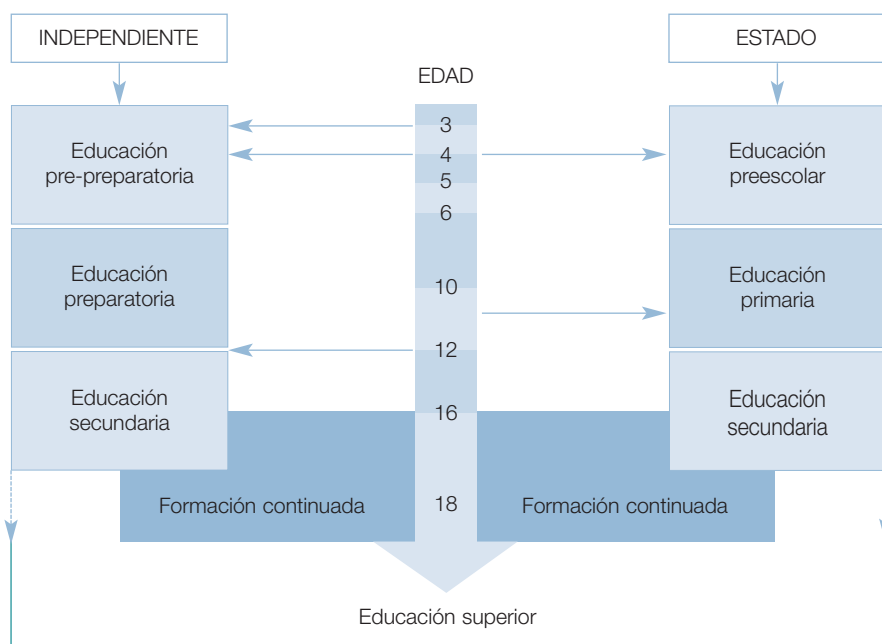 INDEPENDIENTE
ESTADO
EDAD
3
4
5
6
10
12
16
18
Educación
pre-preparatoria
Educación
preescolar
Educación
preparatoria
Educación
primaria
Educación
secundaria
Educación
secundaria
Formación continuada
Formación continuada
Educación superior